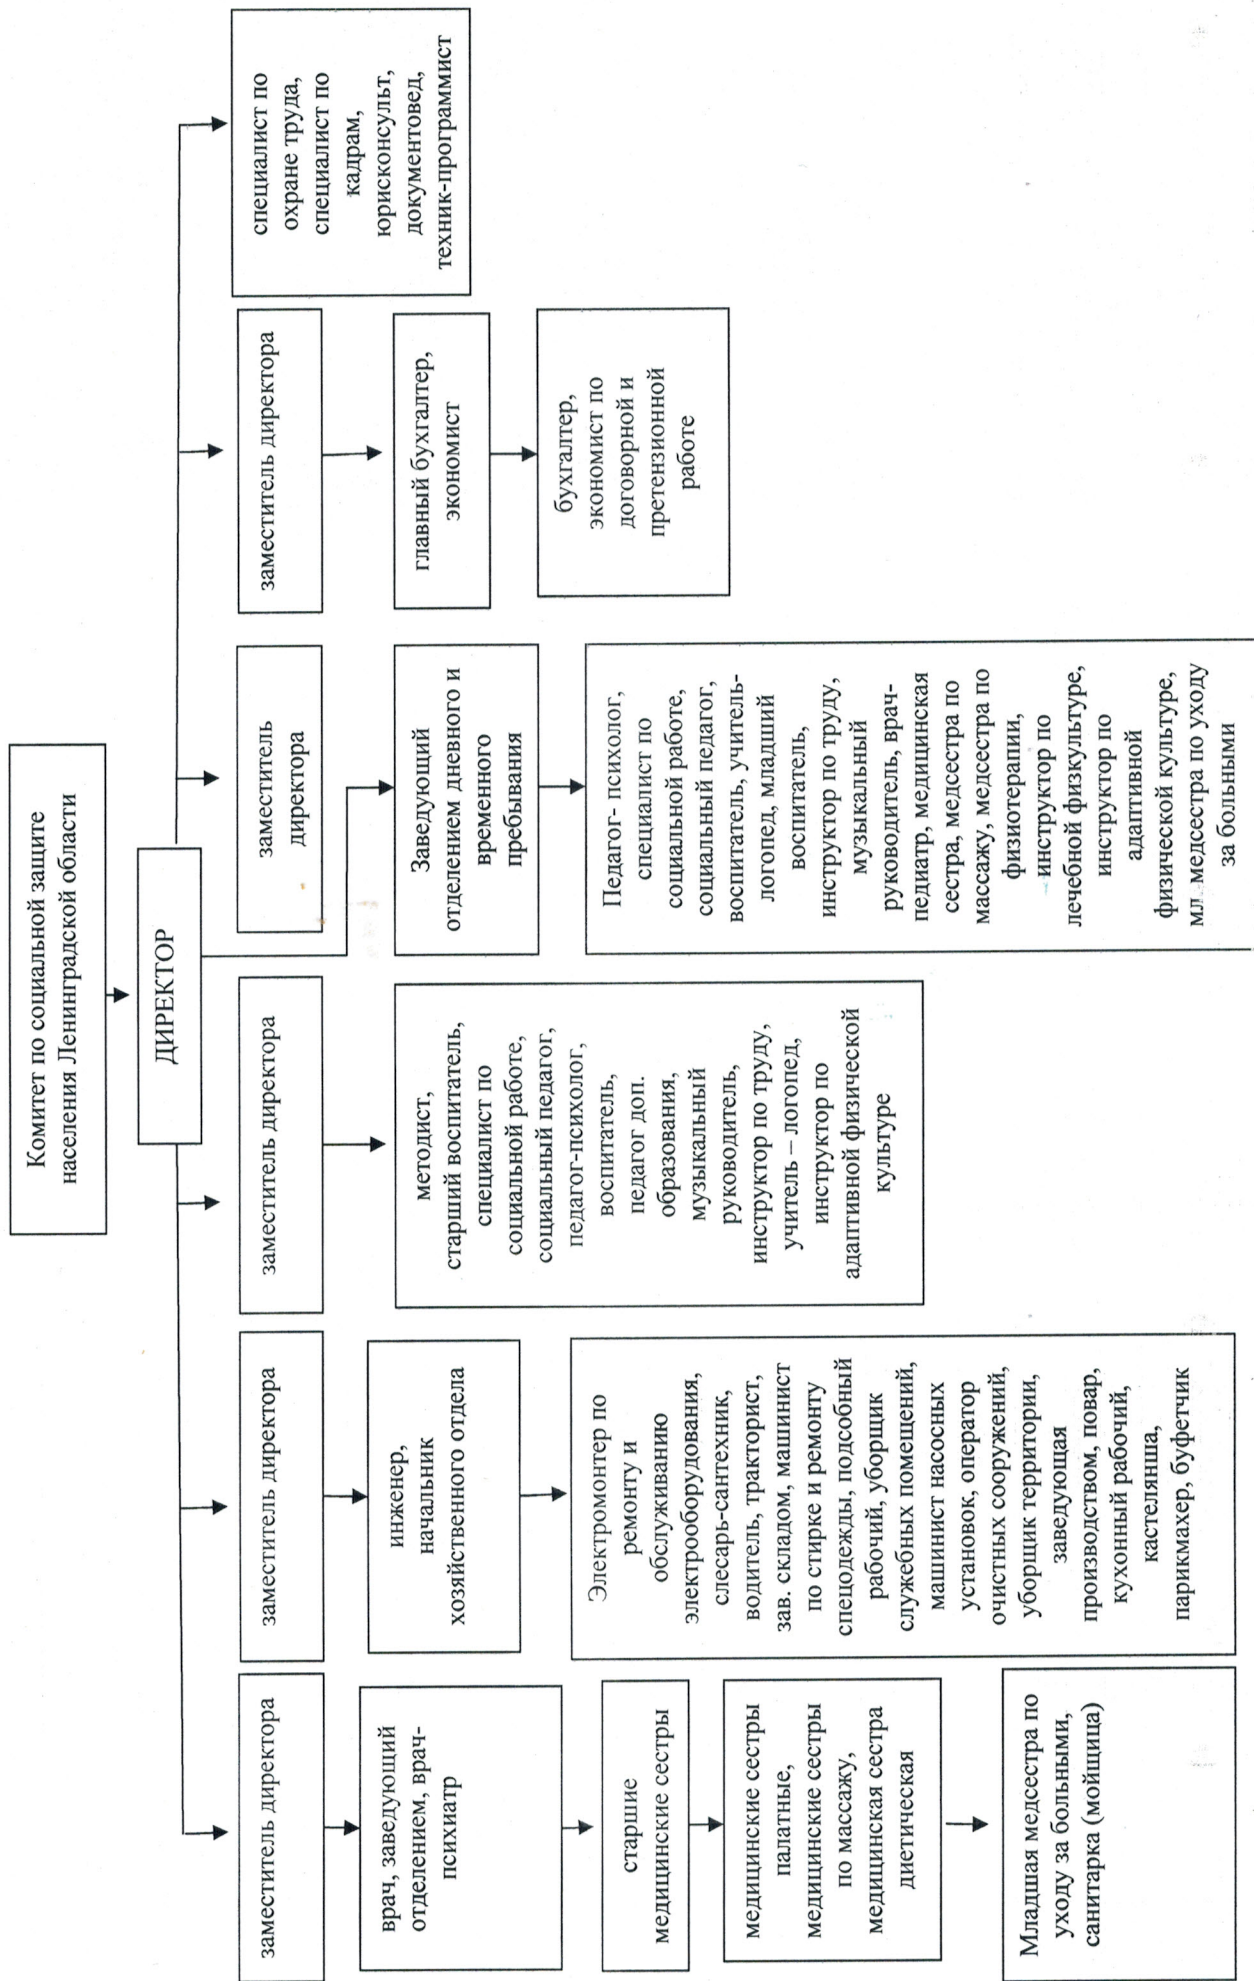 Комитет по социальной защите
населения Ленинградской области
ДИРЕКТОР
заместитель директора
врач, заведующий
отделением, врач-
психиатр
старшие
медицинские сестры
медицинские сестры
палатные,
медицинские сестры
по массажу,
медицинская сестра
диетическая
Младшая медсестра по
уходу за больными,
санитарка (мойщица)
заместитель директора
инженер,
начальник
хозяйственного отдела
Электромонтер по
ремонту и
обслуживанию
электрооборудования,
слесарь-сантехник,
водитель, тракторист,
зав. складом, машинист
по стирке и ремонту
спецодежды, подсобный
рабочий, уборщик
служебных помещений,
машинист насосных
установок, оператор
очистных сооружений,
уборщик территории,
заведующая
производством, повар,
кухонный рабочий,
кастелянша,
парикмахер, буфетчик
заместитель директора
методист,
старший воспитатель,
специалист по
социальной работе,
социальный педагог,
педагог-психолог,
воспитатель,
педагог доп.
образования,
музыкальный
руководитель,
инструктор по труду,
учитель – логопед,
инструктор по
адаптивной физической
культуре
заместитель
директора
Заведующий
отделением дневного и
временного
пребывания
Педагог- психолог,
специалист по
социальной работе,
социальный педагог,
воспитатель, учитель-
логопед, младший
воспитатель,
инструктор по труду,
музыкальный
руководитель, врач-
педиатр, медицинская
сестра, медсестра по
массажу, медсестра по
физиотерапии,
инструктор по
лечебной физкультуре,
инструктор по
адаптивной
физической культуре,
мл. медсестра по уходу
за больными
заместитель директора
главный бухгалтер,
экономист
бухгалтер,
экономист по
договорной и
претензионной
работе
специалист по
охране труда,
специалист по
кадрам,
юрисконсульт,
документовед,
техник-программист